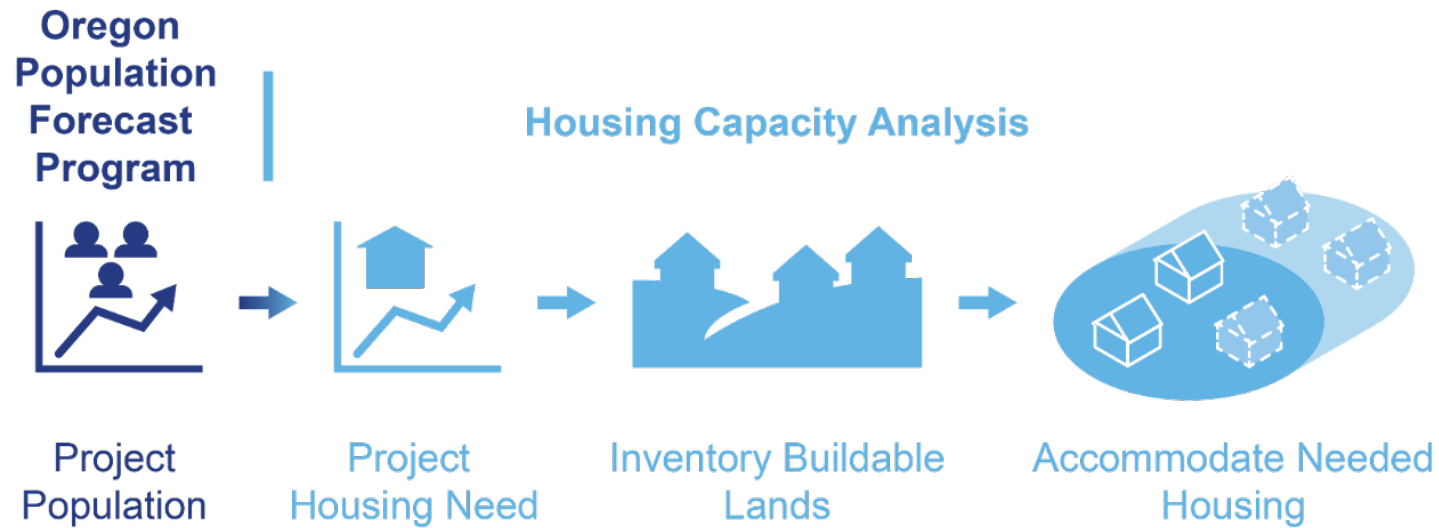 Oregon
Population
Forecast
Program
Housing Capacity Analysis
Project
Population
Project
Housing Need
Inventory Buildable
Lands
Accommodate Needed
Housing